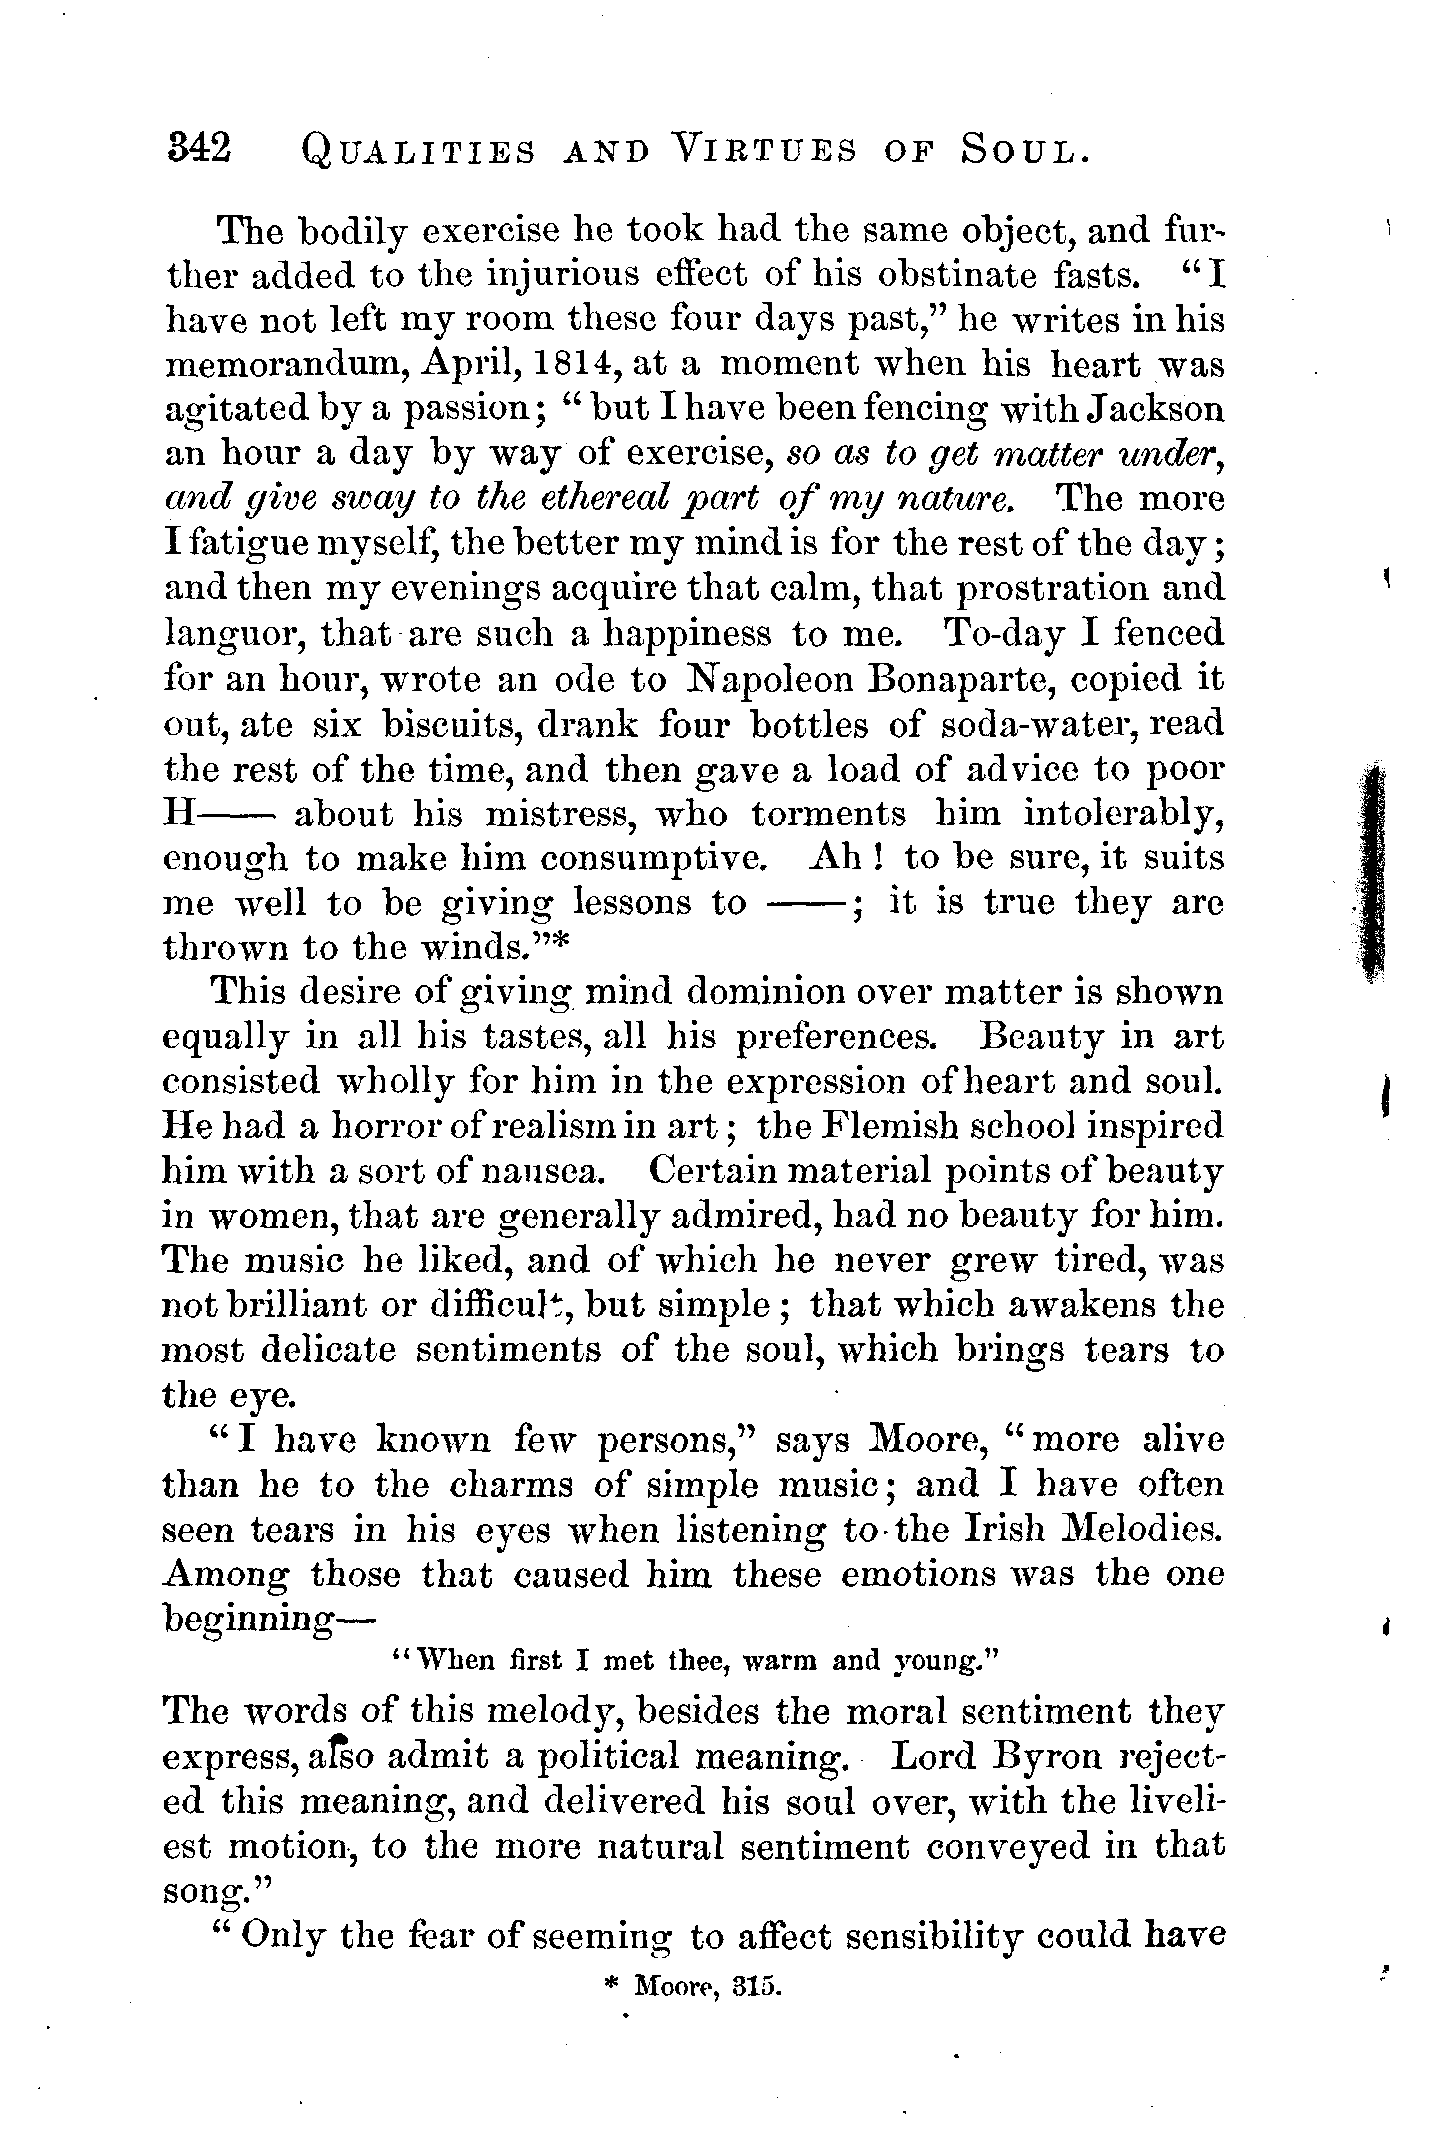 342 QUALITIES AND VIRTUES OF SOUL.
The bodily exercise he took had the same object, and fur-
ther added to the injurious effect of his obstinate fasts. "I
have not left my room these four days past," he writes in his
memorandum, April, 1814, at a moment when his heart was
agitated by a passion; "but I have been fencing with Jackson
an hour a day by way of exercise, so as to get matter under,
and give sway to the ethereal part of my nature. The more
I fatigue myself, the better my mind is for the rest of the day;
and then my evenings acquire that calm, that prostration and
languor, that are such a happiness to me. To-day I fenced
for an hour, wrote an ode to Napoleon Bonaparte, copied it
out, ate six biscuits, drank four bottles of soda-water, read
the rest of the time, and then gave a load of advice to poor
H—— about his mistress, who torments him intolerably,
enough to make him consumptive. Ah! to be sure, it suits
me well to be giving lessons to ——; it is true they are
thrown to the winds."*
This desire of giving mind dominion over matter is shown
equally in all his tastes, all his preferences. Beauty in art
consisted wholly for him in the expression of heart and soul.
He had a horror of realism in art; the Flemish school inspired
him with a sort of nausea. Certain material points of beauty
in women, that are generally admired, had no beauty for him.
The music he liked, and of which he never grew tired, was
not brilliant or difficult, but simple; that which awakens the
most delicate sentiments of the soul, which brings tears to
the eye.
"I have known few persons," says Moore, "more alive
than he to the charms of simple music; and I have often
seen tears in his eyes when listening to the Irish Melodies.
Among those that caused him these emotions was the one
beginning—
"When first I met thee, warm and young."
The words of this melody, besides the moral sentiment they
express, also admit a political meaning. Lord Byron reject-
ed this meaning, and delivered his soul over, with the liveli-
est motion, to the more natural sentiment conveyed in that
song."
"Only the fear of seeming to affect sensibility could have
* Moore, 315.